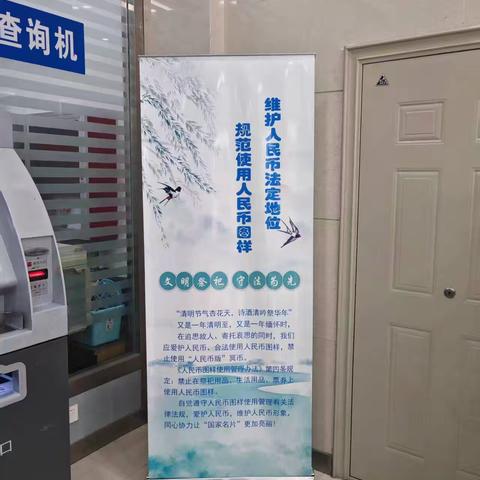 查询机
维护人民币法定地位
规范使用人民币图样
文明祭祀 守法为先
“清明节气杏花天，诗酒清吟祭华年”
又是一年清明至，又是一年缅怀时，
在追思故人、寄托哀思的同时，我们
应爱护人民币、合法使用人民币图样，禁
止使用“人民币版”冥币。
《人民币图样使用管理办法》第四条规
定：禁止在祭祀用品、生活用品、票券上
使用人民币图样。
自觉遵守人民币图样使用管理有关法
律法规，爱护人民币，维护人民币形象，
同心协力让“国家名片”更加亮丽！